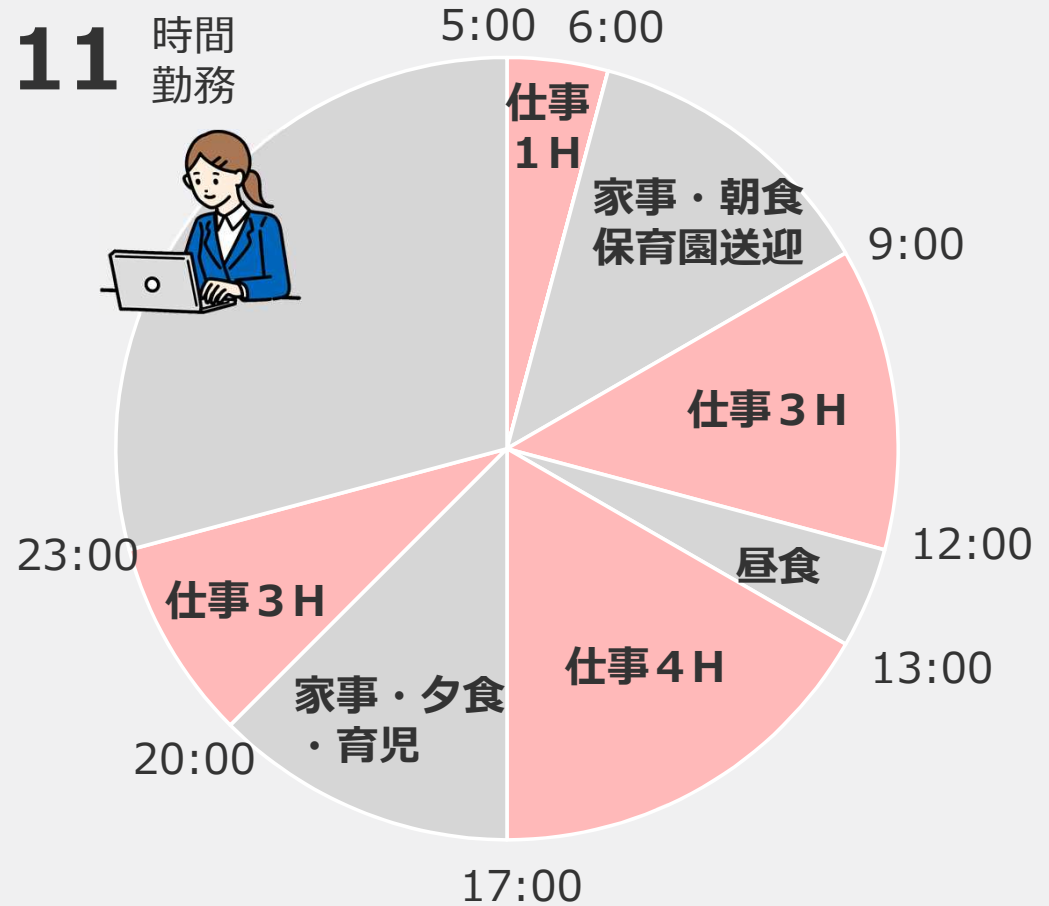 11 時間
勤務
5:00
6:00
仕事
１Ｈ
家事・朝食
保育園送迎
9:00
仕事３Ｈ
12:00
昼食
13:00
仕事４Ｈ
17:00
家事・夕食
・育児
20:00
仕事３Ｈ
23:00